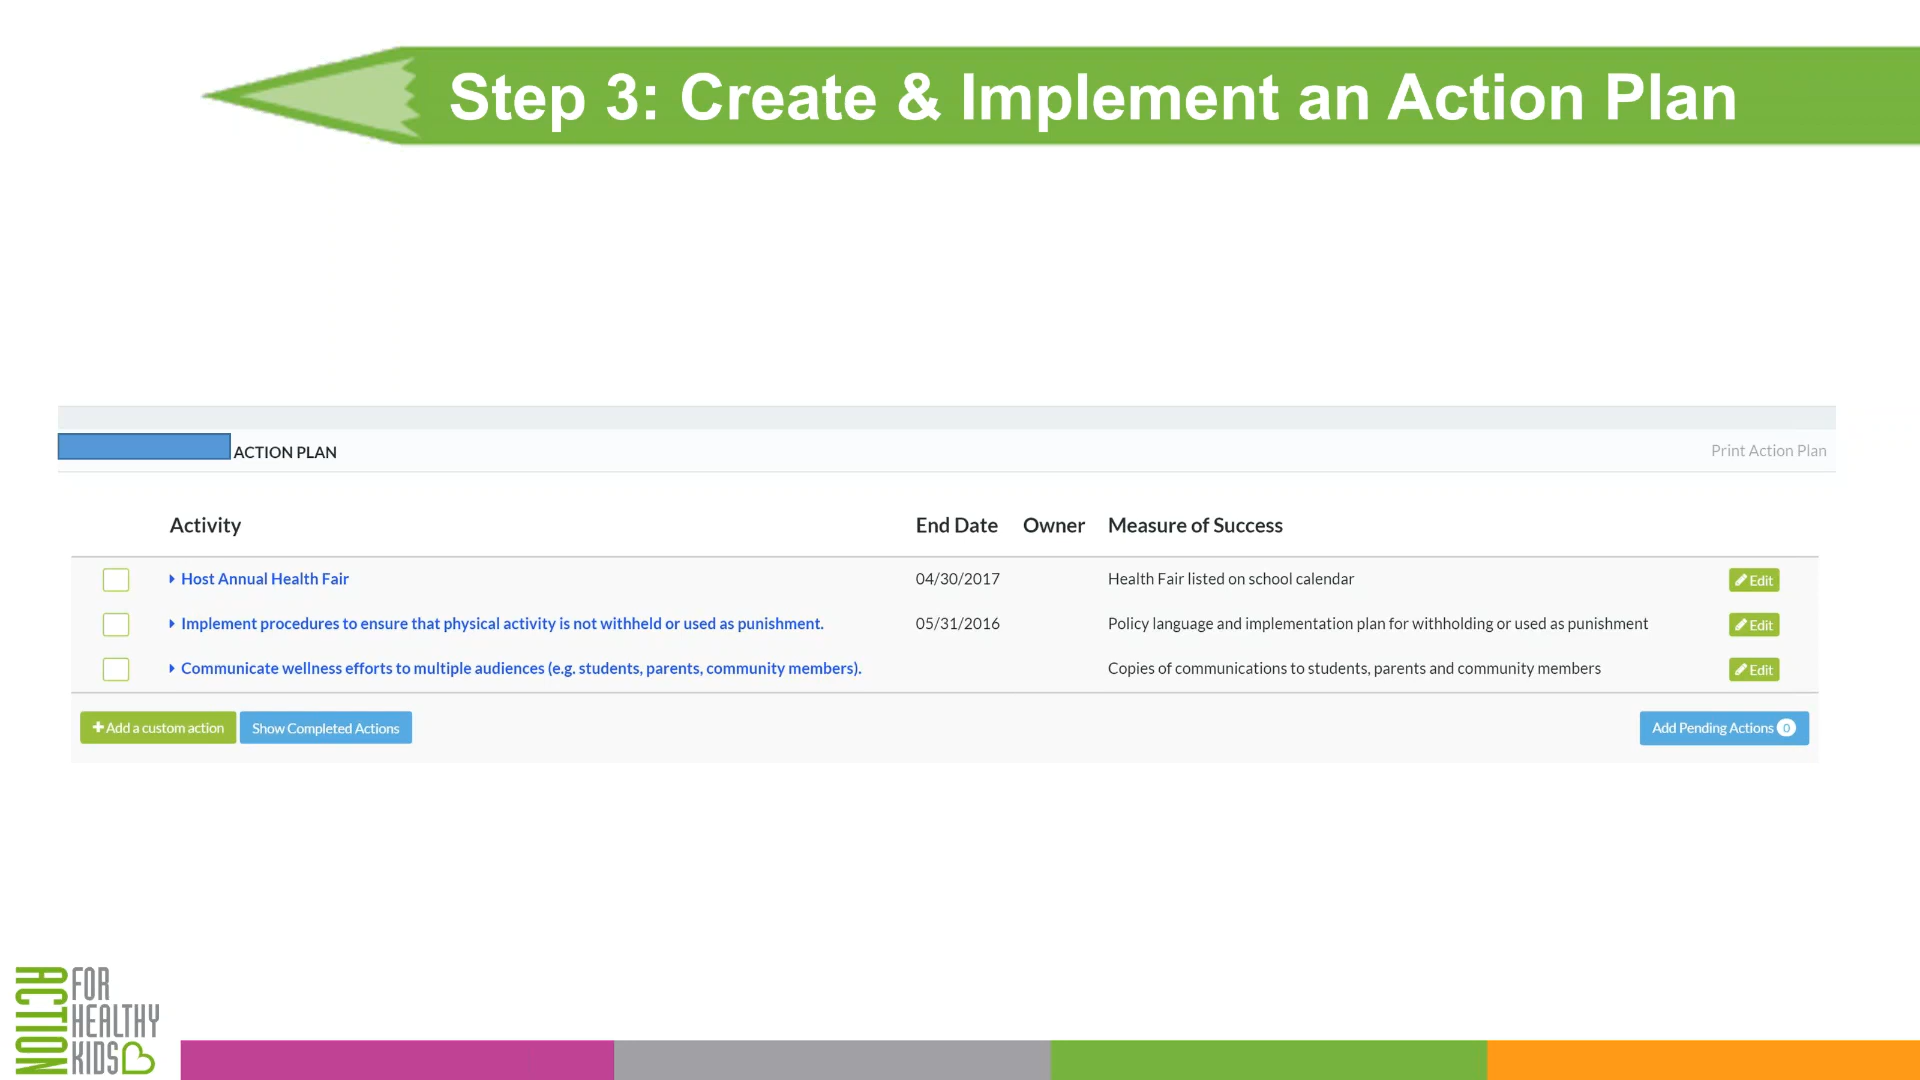 Step 3: Create & Implement an Action Plan
ACTION PLAN
Print Action Plan
Activity End Date Owner Measure of Success
Host Annual Health Fair 04/30/2017 Health Fair listed on school calendar Edit
Implement procedures to ensure that physical activity is not withheld or used as punishment. 05/31/2016 Policy language and implementation plan for withholding or used as punishment Edit
Communicate wellness efforts to multiple audiences (e.g. students, parents, community members). Copies of communications to students, parents and community members Edit
+Add a custom action Show Completed Actions Add Pending Actions 0
ACTION
FOR
HEALTHY
KIDS